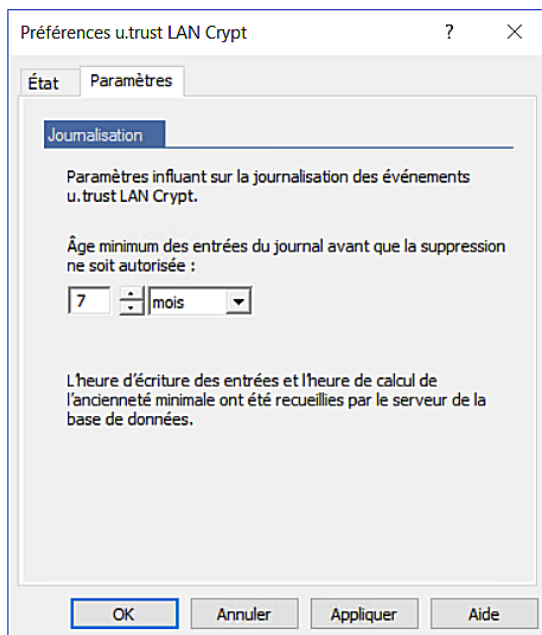 Préférences u.trust LAN Crypt
État
Paramètres
Journalisation
Paramètres influant sur la journalisation des événements
u.trust LAN Crypt.
Âge minimum des entrées du journal avant que la suppression
ne soit autorisée :
7
mois
L'heure d'écriture des entrées et l'heure de calcul de
l'ancienneté minimale ont été recueillies par le serveur de la
base de données.
OK
Annuler
Appliquer
Aide